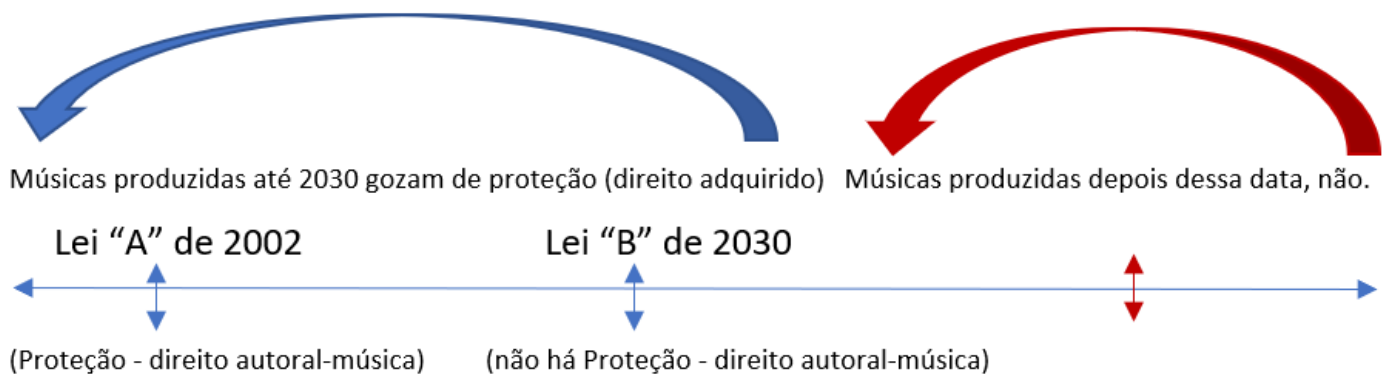 Músicas produzidas até 2030 gozam de proteção (direito adquirido) Músicas produzidas depois dessa data, não.
Lei “A” de 2002 Lei “B” de 2030
(Proteção - direito autoral-música) (não há Proteção - direito autoral-música)